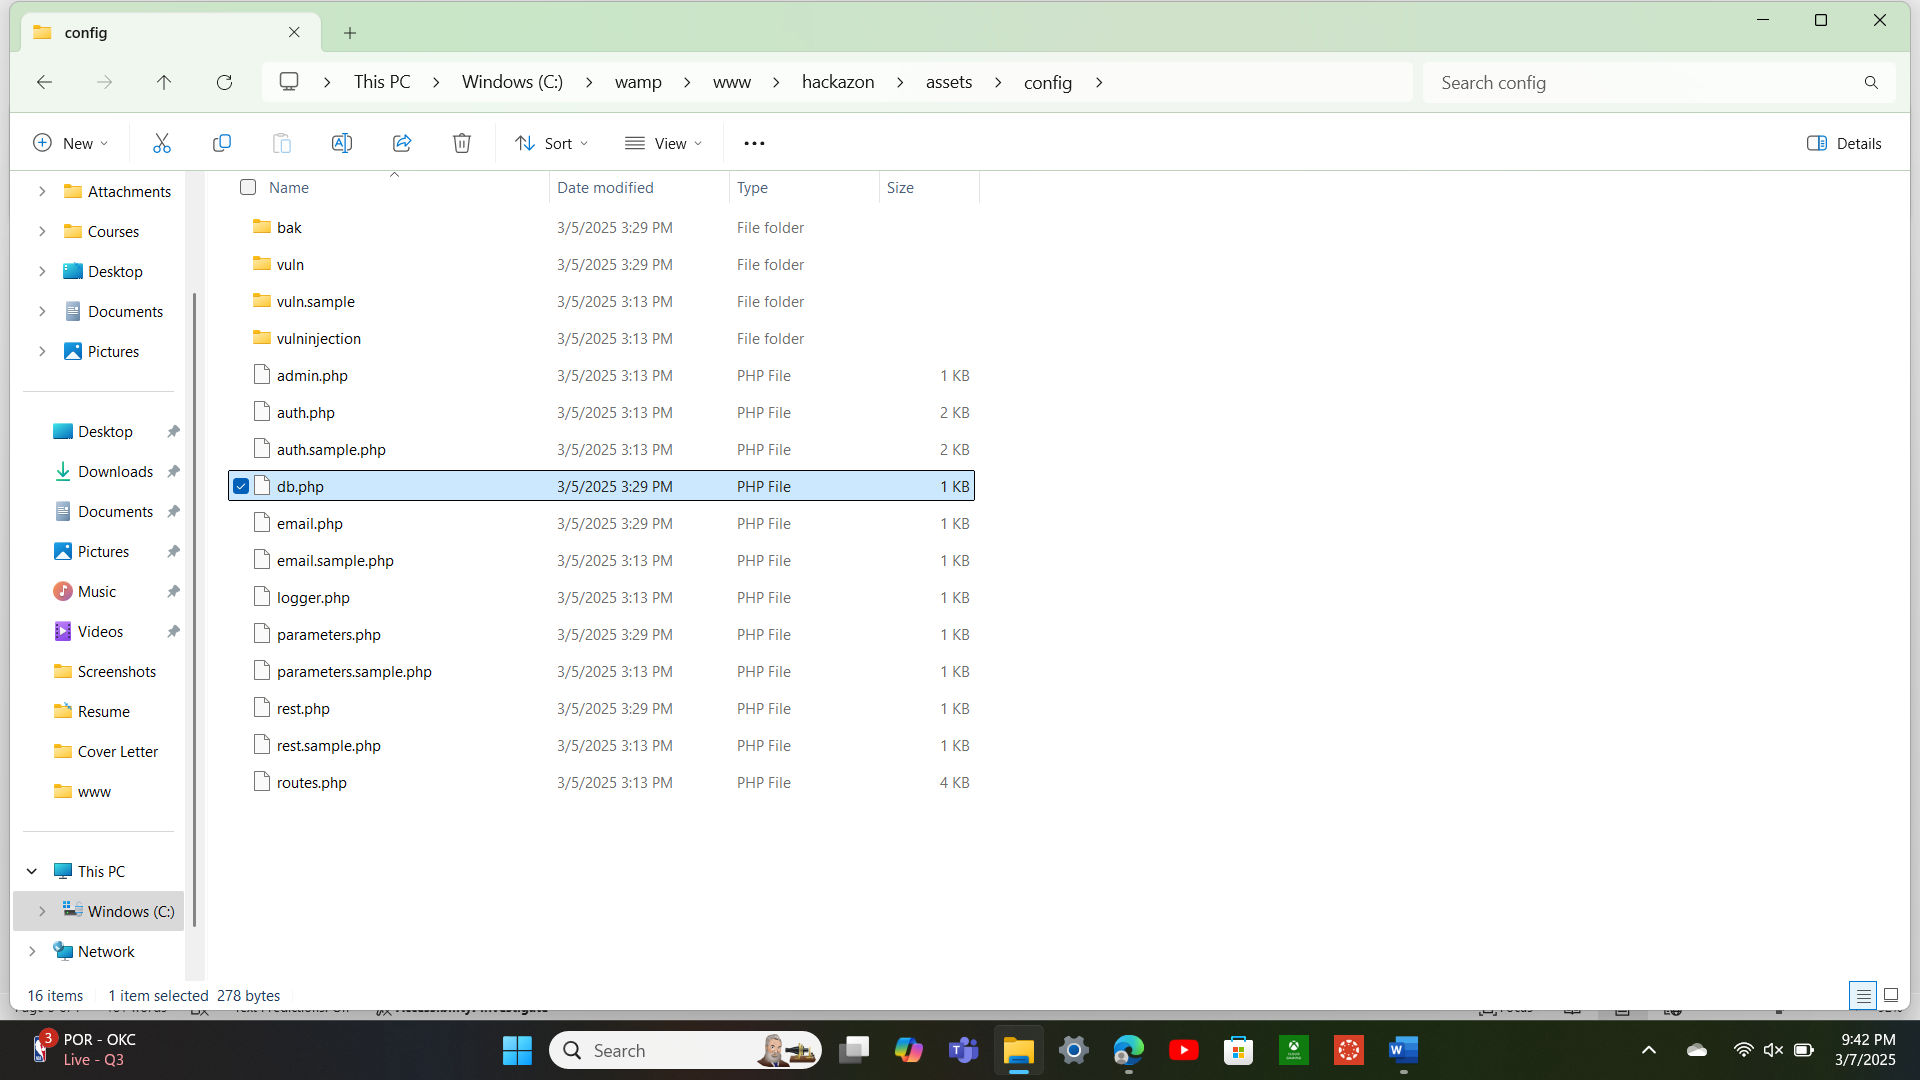 config
This PC
Windows (C:)
wamp
www
hackazon
assets
config
Search config
New
Sort
View
Details
Name
Date modified
Type
Size
Attachments
Courses
Desktop
Documents
Pictures
Desktop
Downloads
Documents
Pictures
Music
Videos
Screenshots
Resume
Cover Letter
www
This PC
Windows (C:)
Network
bak 3/5/2025 3:29 PM File folder
vuln 3/5/2025 3:29 PM File folder
vuln.sample 3/5/2025 3:13 PM File folder
vulninjection 3/5/2025 3:13 PM File folder
admin.php 3/5/2025 3:13 PM PHP File 1 KB
auth.php 3/5/2025 3:13 PM PHP File 2 KB
auth.sample.php 3/5/2025 3:13 PM PHP File 2 KB
db.php 3/5/2025 3:29 PM PHP File 1 KB
email.php 3/5/2025 3:29 PM PHP File 1 KB
email.sample.php 3/5/2025 3:13 PM PHP File 1 KB
logger.php 3/5/2025 3:13 PM PHP File 1 KB
parameters.php 3/5/2025 3:29 PM PHP File 1 KB
parameters.sample.php 3/5/2025 3:13 PM PHP File 1 KB
rest.php 3/5/2025 3:29 PM PHP File 1 KB
rest.sample.php 3/5/2025 3:13 PM PHP File 1 KB
routes.php 3/5/2025 3:13 PM PHP File 4 KB
16 items 1 item selected 278 bytes
3
POR - OKC
Live - Q3
Search
9:42 PM
3/7/2025